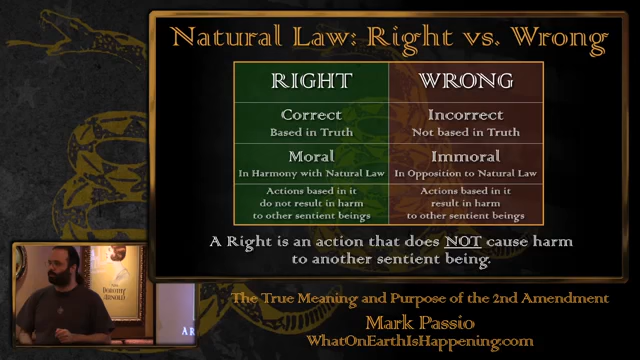 Natural Law: Right vs. Wrong
RIGHT
WRONG
Correct
Based in Truth
Incorrect
Not based in Truth
Moral
In Harmony with Natural Law
Immoral
In Opposition to Natural Law
Actions based in it
do not result in harm
to other sentient beings
Actions based in it
result in harm
to other sentient beings
A Right is an action that does NOT cause harm
to another sentient being.
DOROTHY
ARNOLD
AR
The True Meaning and Purpose of the 2nd Amendment
Mark Passio
WhatOnEarthIsHappening.com